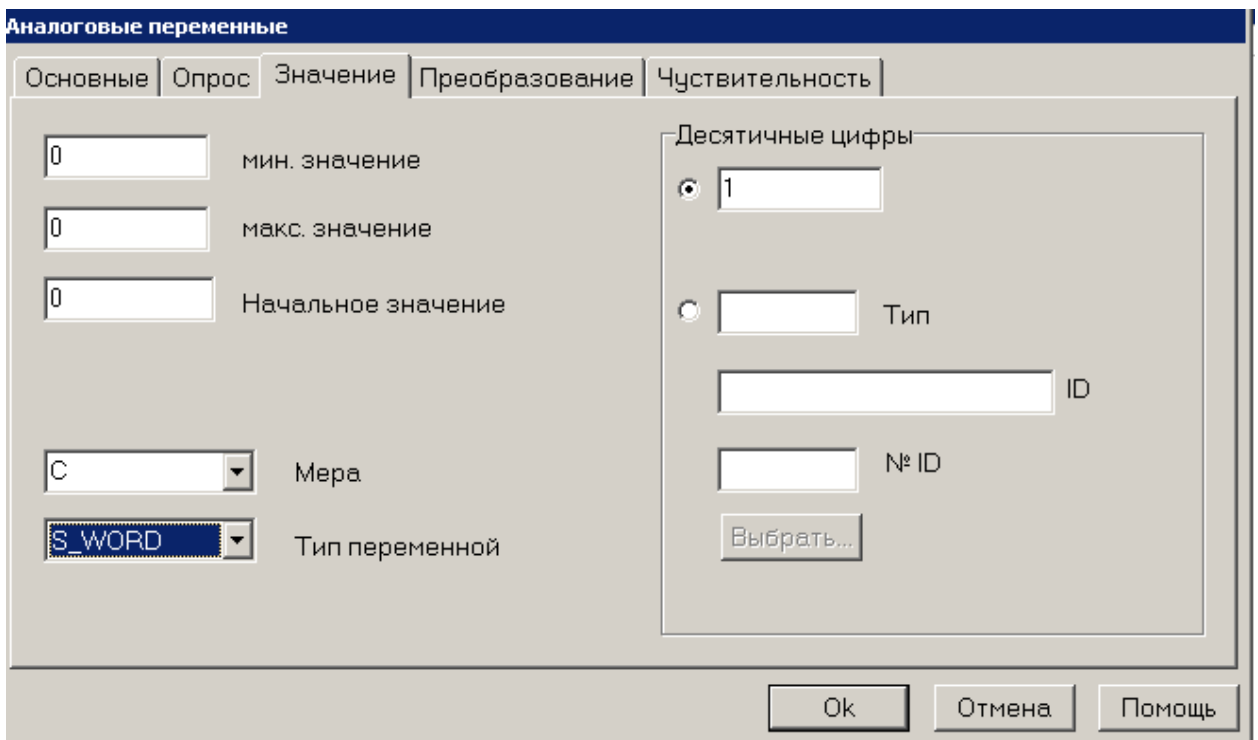 Аналоговые переменные
Основные Опрос Значение Преобразование Чуствительность
0 мин. значение
0 макс. значение
0 Начальное значение
C Мера
S_WORD Тип переменной
Десятичные цифры
1
Тип
ID
№ ID
Выбрать...
Ok Отмена Помощь